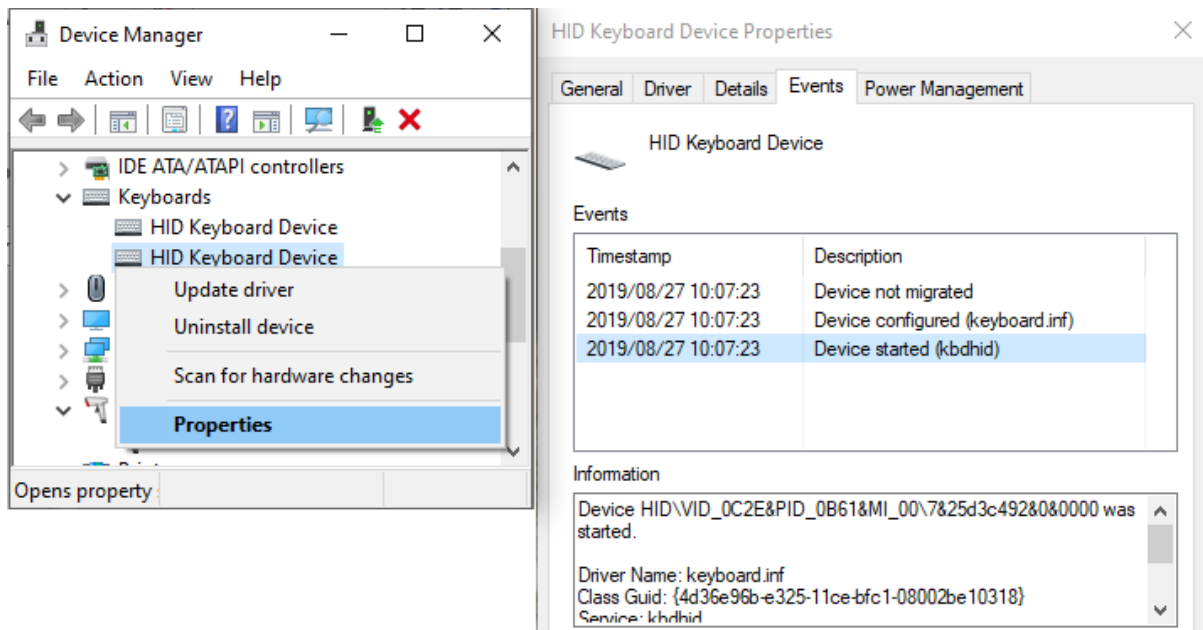 Device Manager
File Action View Help
IDE ATA/ATAPI controllers
Keyboards
HID Keyboard Device
HID Keyboard Device
Update driver
Uninstall device
Scan for hardware changes
Properties
Opens property
HID Keyboard Device Properties
General Driver Details Events Power Management
HID Keyboard Device
Events
Timestamp Description
2019/08/27 10:07:23 Device not migrated
2019/08/27 10:07:23 Device configured (keyboard.inf)
2019/08/27 10:07:23 Device started (kbdhid)
Information
Device HID\VID_0C2E&PID_0B61&MI_00\7&25d3c492&0&0000 was
started.
Driver Name: keyboard.inf
Class Guid: {4d36e96b-e325-11ce-bfc1-08002be10318}
Service: kbdhid